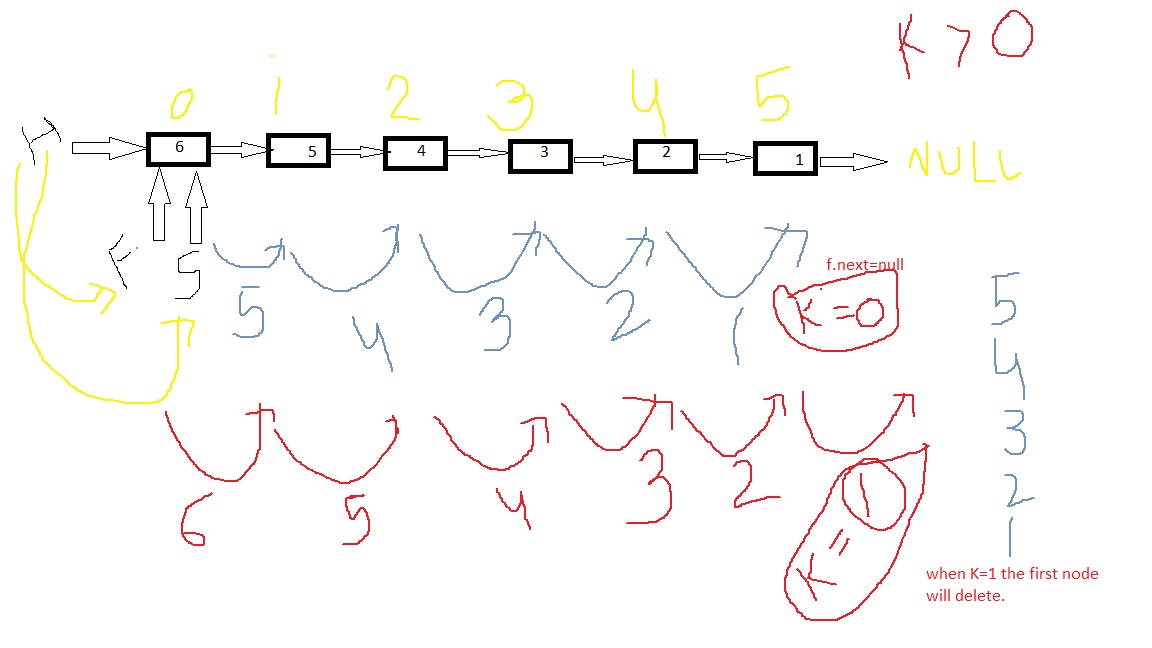 K > 0
0 1 2 3 4 5
H 6 5 4 3 2 1 NULL
F S
f.next=null
5 4 3 2 1 K=0
5
4
3
2
1
6 5 4 3 2 K=1
when K=1 the first node
will delete.